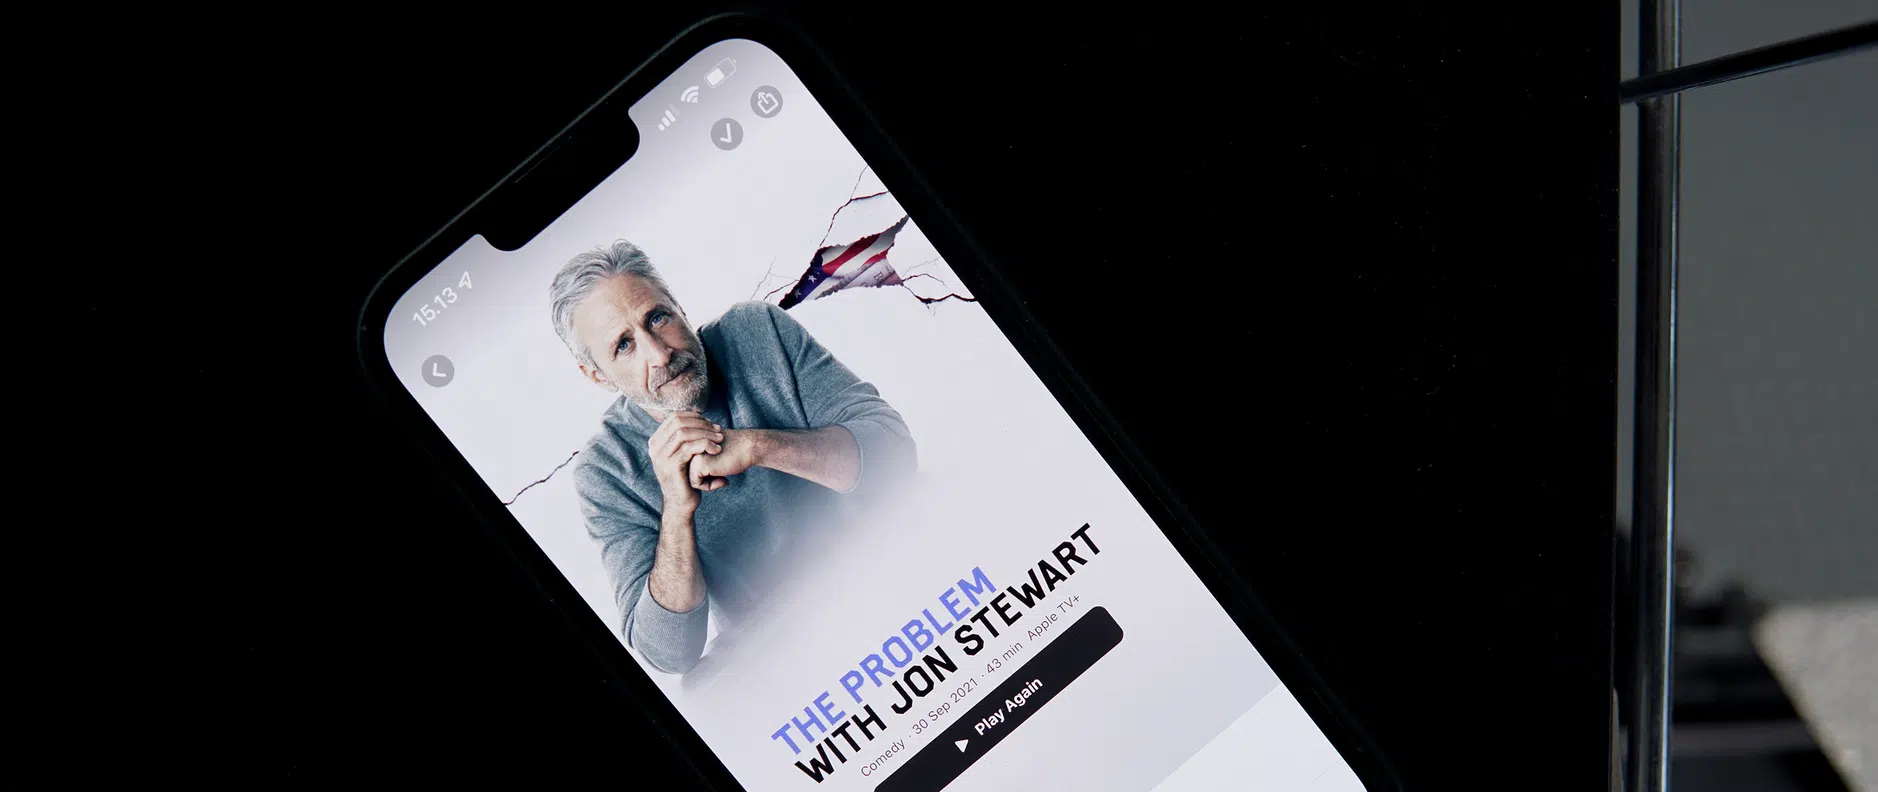 15.13
THE PROBLEM
WITH JON STEWART
Comedy · 30 Sep 2021 · 43 min Apple TV+
Play Again